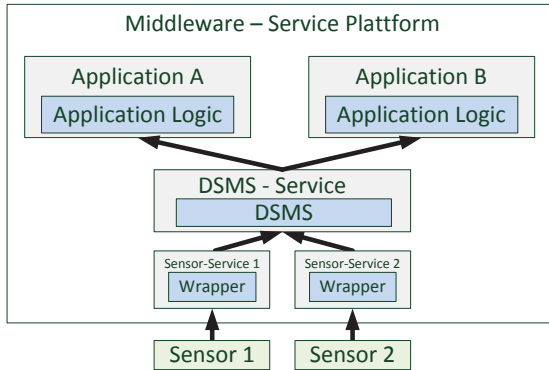 Middleware – Service Plattform
Application A
Application B
Application Logic
Application Logic
DSMS - Service
DSMS
Sensor-Service 1
Sensor-Service 2
Wrapper
Wrapper
Sensor 1
Sensor 2